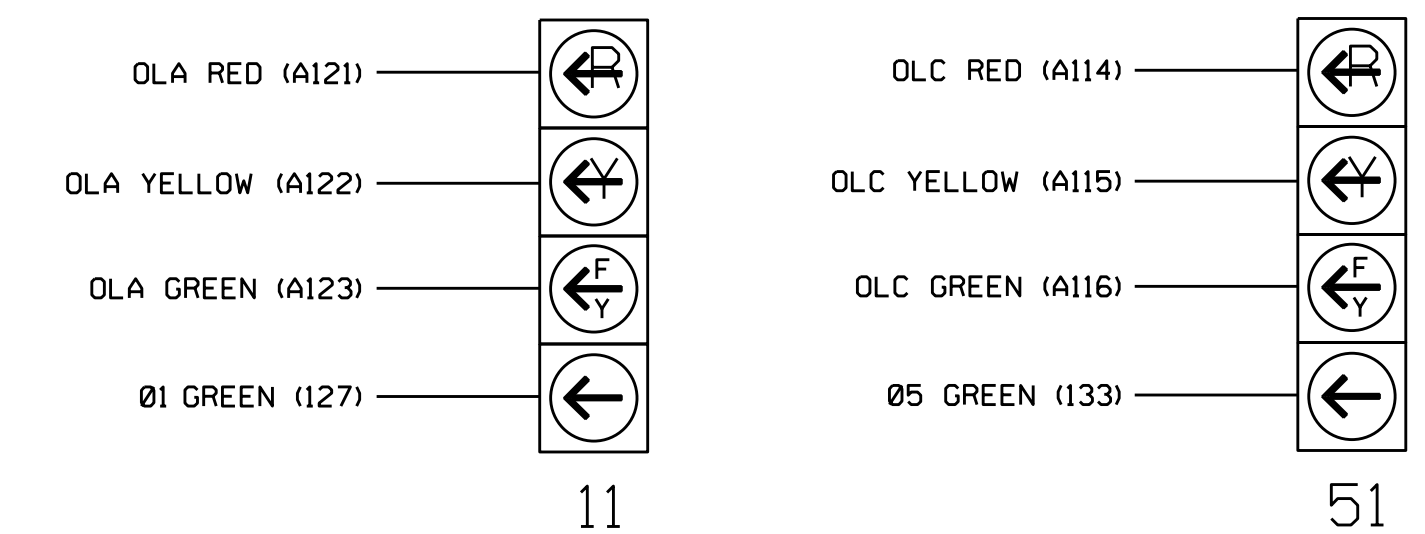 OLA RED (A121)
R
OLA YELLOW (A122)
Y
OLA GREEN (A123)
F
Y
Ø1 GREEN (127)
11
OLC RED (A114)
R
OLC YELLOW (A115)
Y
OLC GREEN (A116)
F
Y
Ø5 GREEN (133)
51